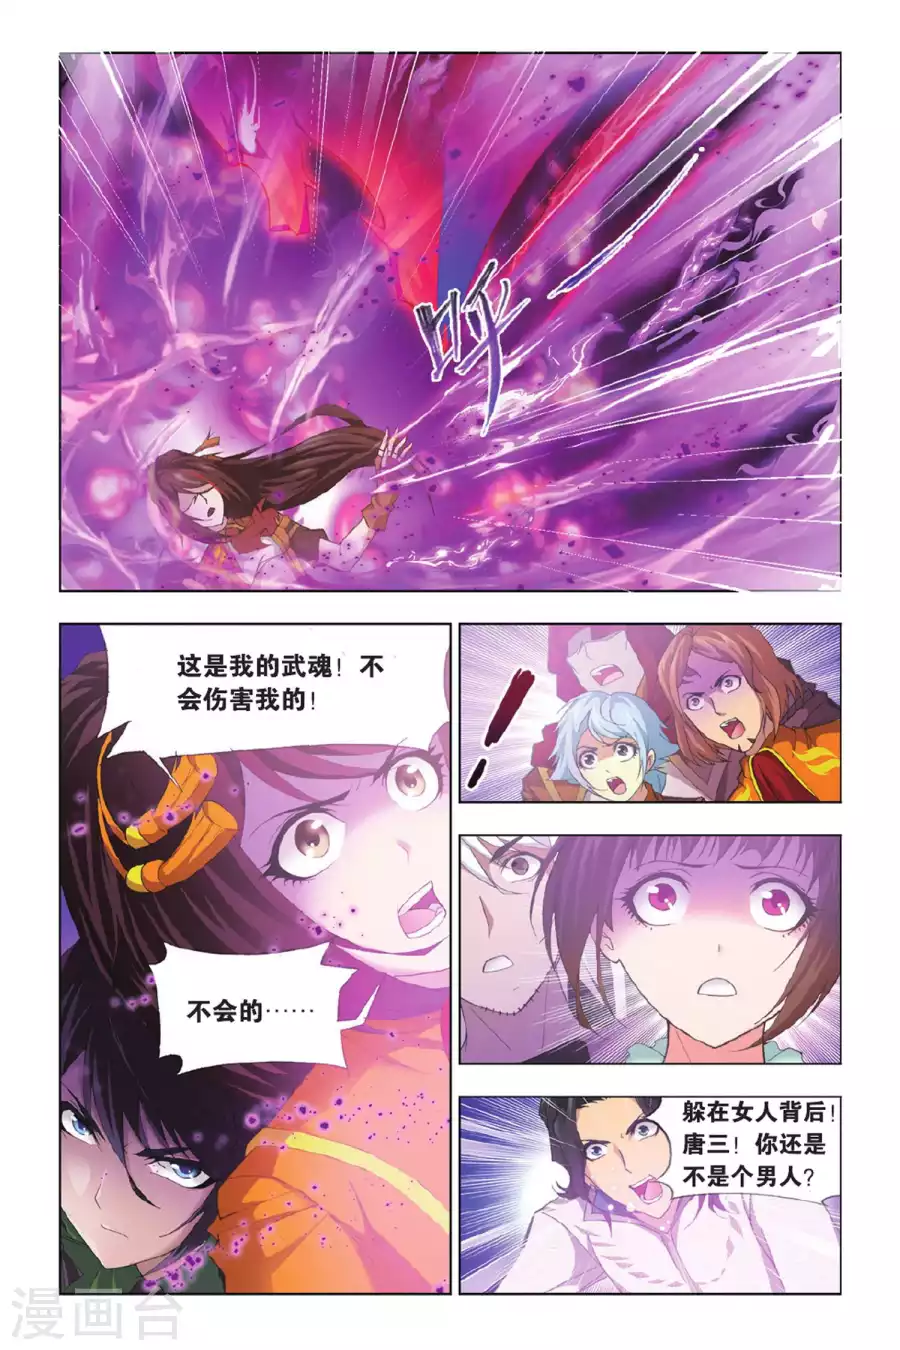 呼
这是我的武魂！不
会伤害我的！
不会的……
！
躲在女人背后！
唐三！你还是
不是个男人？
漫画台